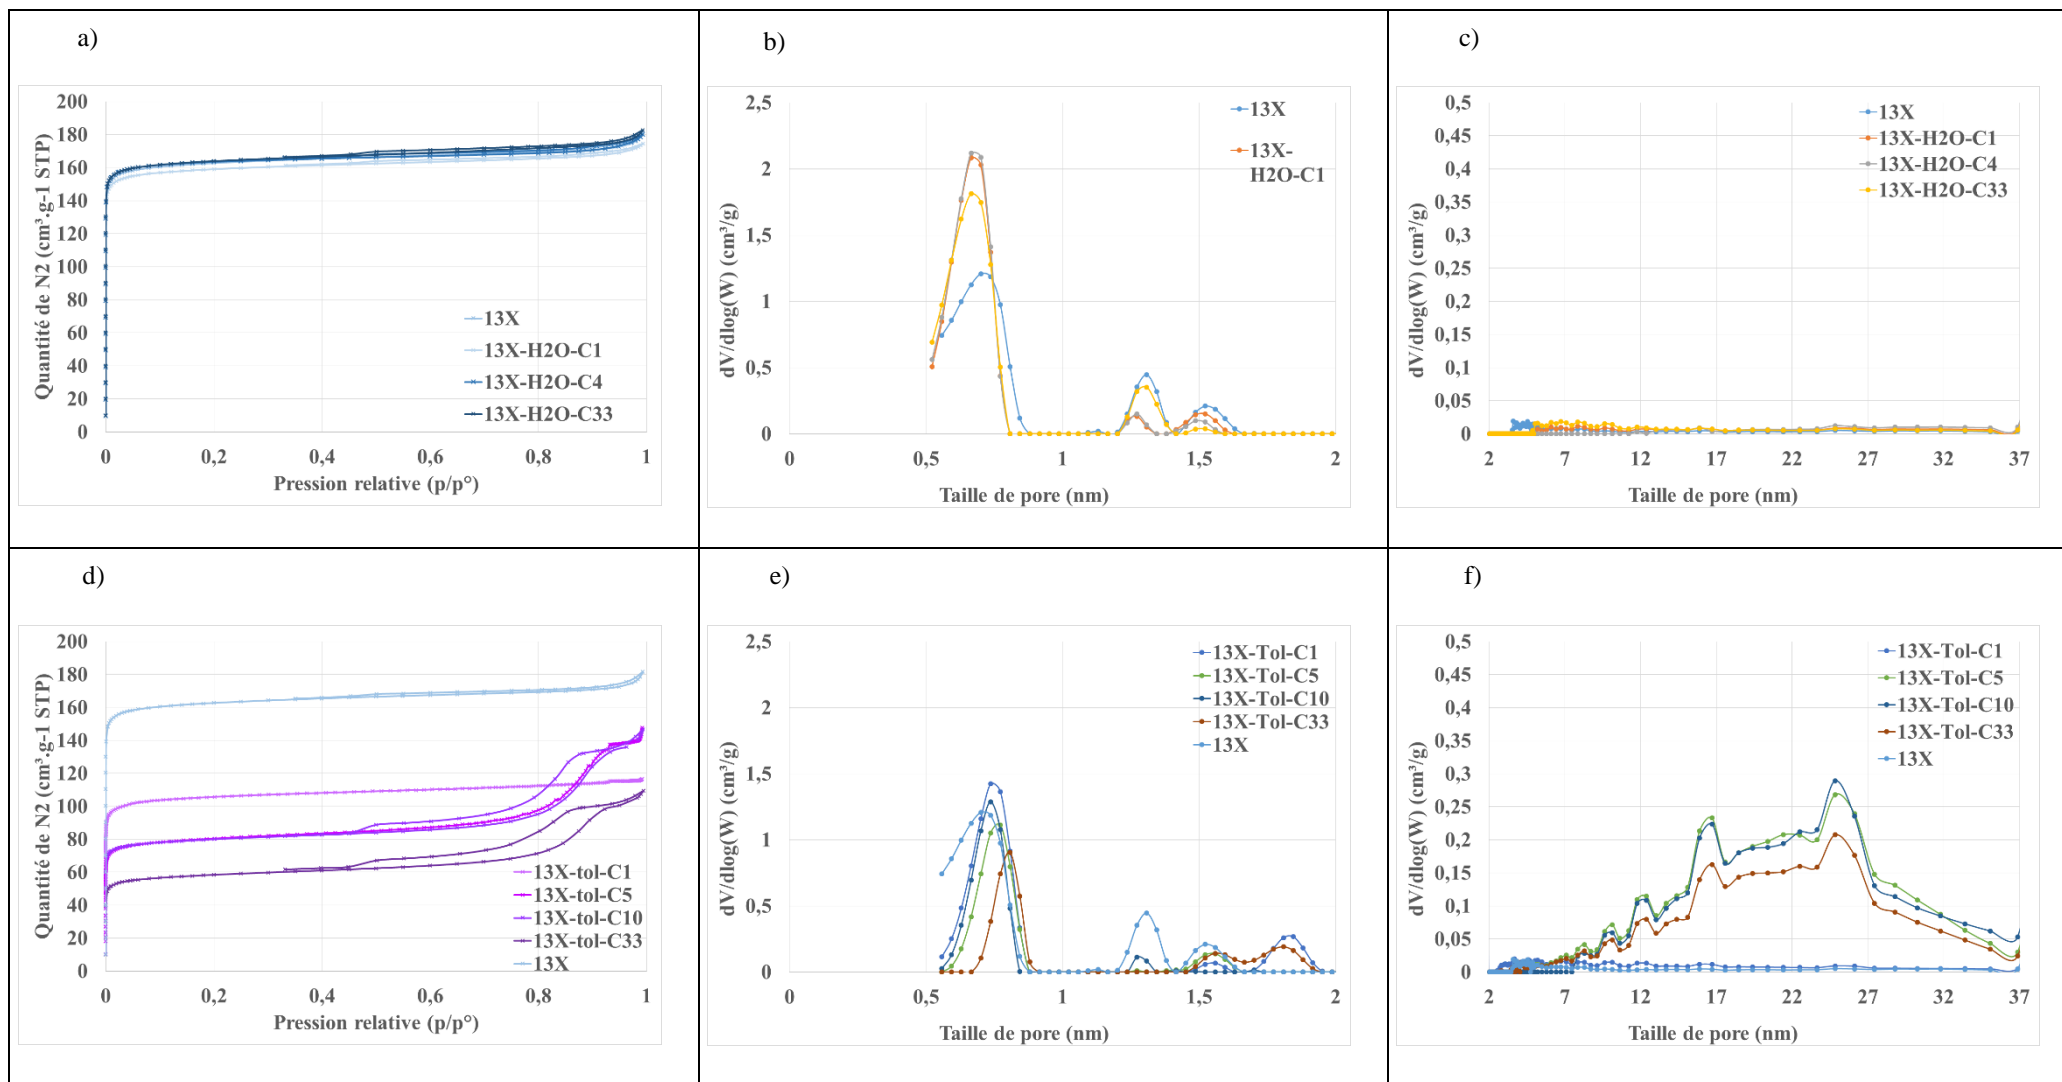 a)
Quantité de N2 (cm³.g-1 STP)
200
180
160
140
120
100
80
60
40
20
0
0
0,2
0,4
0,6
0,8
1
Pression relative (p/p°)
13X
13X-H2O-C1
13X-H2O-C4
13X-H2O-C33
b)
dV/dlog(W) (cm³/g)
2,5
2
1,5
1
0,5
0
0
0,5
1
1,5
2
Taille de pore (nm)
13X
13X-
H2O-C1
c)
dV/dlog(W) (cm³/g)
0,5
0,45
0,4
0,35
0,3
0,25
0,2
0,15
0,1
0,05
0
2
7
12
17
22
27
32
37
Taille de pore (nm)
13X
13X-H2O-C1
13X-H2O-C4
13X-H2O-C33
d)
Quantité de N2 (cm³.g-1 STP)
200
180
160
140
120
100
80
60
40
20
0
0
0,2
0,4
0,6
0,8
1
Pression relative (p/p°)
13X-tol-C1
13X-tol-C5
13X-tol-C10
13X-tol-C33
13X
e)
dV/dlog(W) (cm³/g)
2,5
2
1,5
1
0,5
0
0
0,5
1
1,5
2
Taille de pore (nm)
13X-Tol-C1
13X-Tol-C5
13X-Tol-C10
13X-Tol-C33
13X
f)
dV/dlog(W) (cm³/g)
0,5
0,45
0,4
0,35
0,3
0,25
0,2
0,15
0,1
0,05
0
2
7
12
17
22
27
32
37
Taille de pore (nm)
13X-Tol-C1
13X-Tol-C5
13X-Tol-C10
13X-Tol-C33
13X